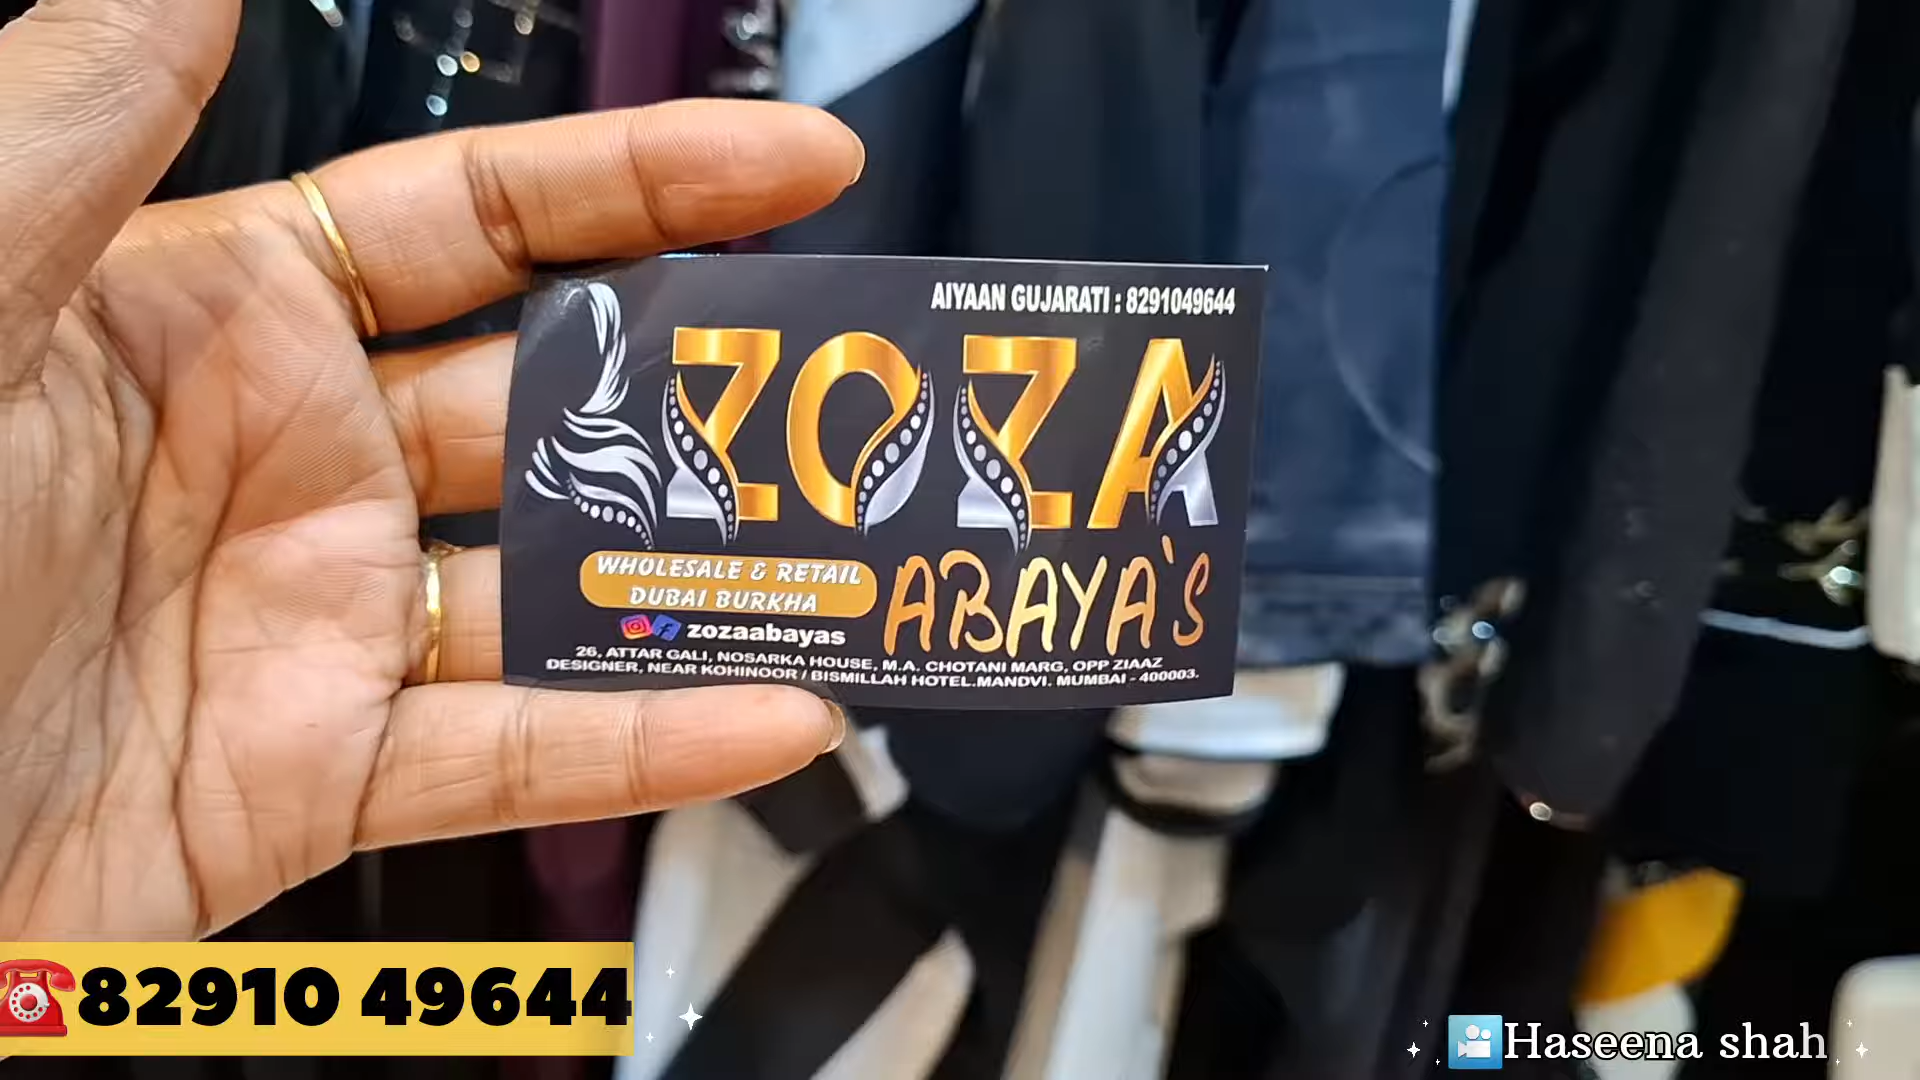 AIYAAN GUJARATI : 8291049644
ZOZA
ABAYA'S
WHOLESALE & RETAIL
DUBAI BURKHA
zozaabayas
26, ATTAR GALI, NOSARKA HOUSE, M.A. CHOTANI MARG, OPP ZIAAZ
DESIGNER, NEAR KOHINOOR / BISMILLAH HOTEL.MANDVI. MUMBAI - 400003.
82910 49644
Haseena shah